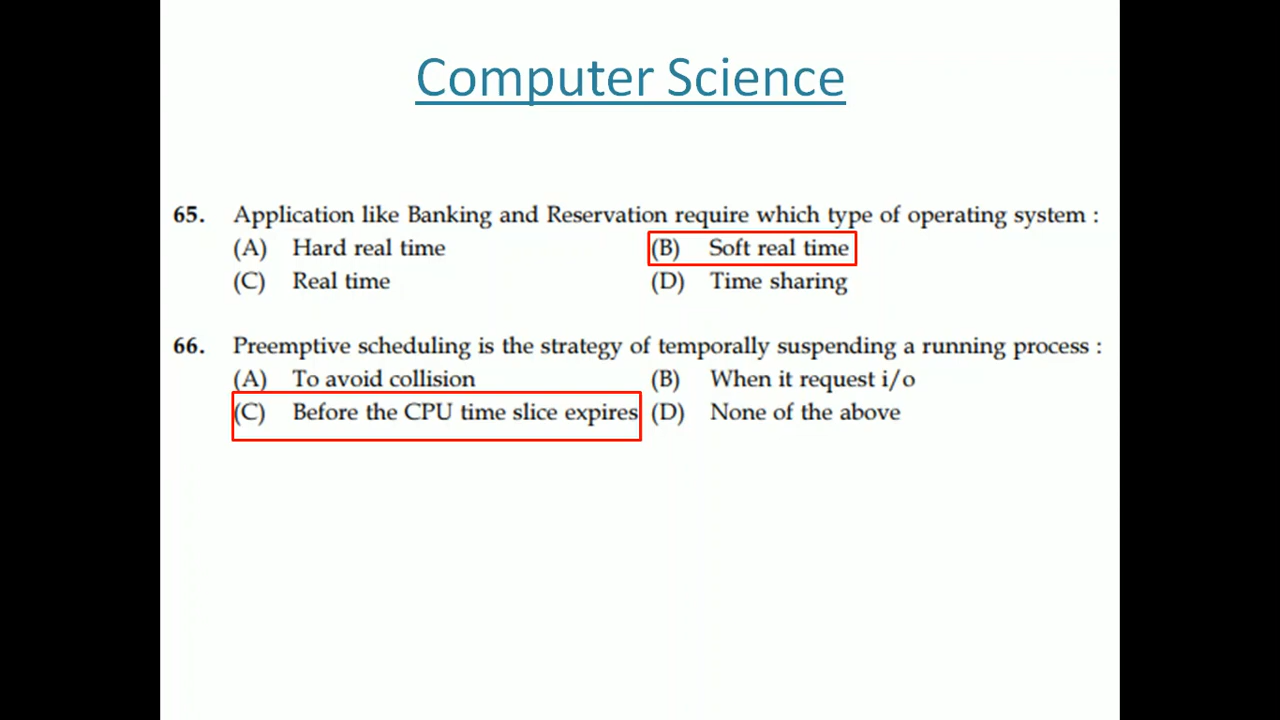 Computer Science
65. Application like Banking and Reservation require which type of operating system :
(A) Hard real time (B) Soft real time
(C) Real time (D) Time sharing
66. Preemptive scheduling is the strategy of temporally suspending a running process :
(A) To avoid collision (B) When it request i/o
(C) Before the CPU time slice expires (D) None of the above